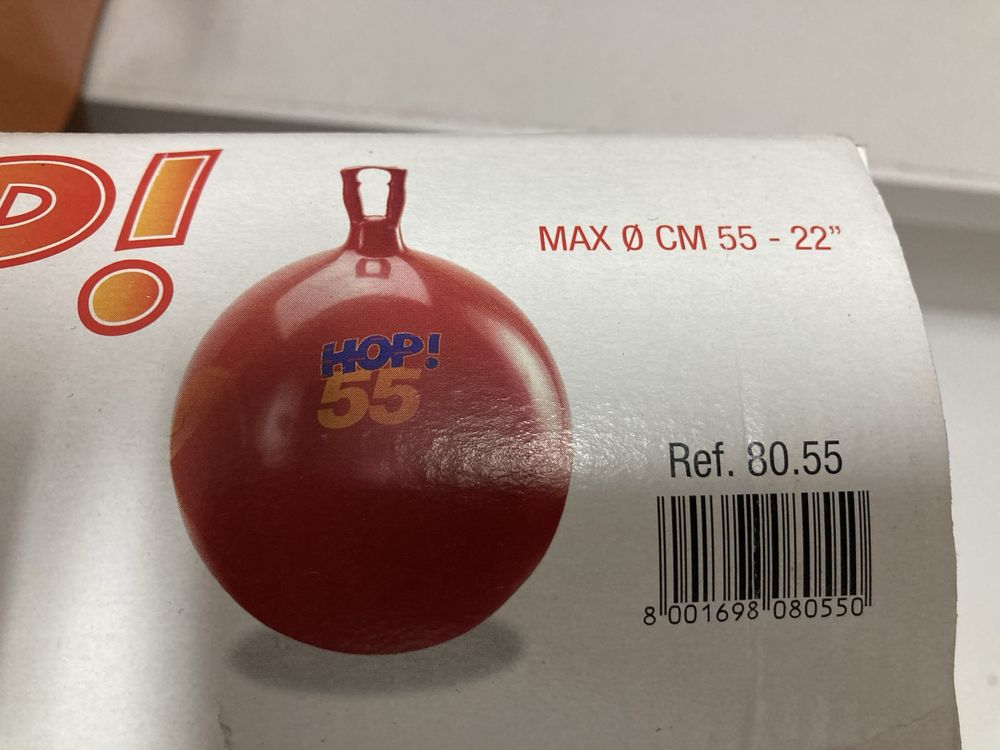 P!
MAX Ø CM 55 - 22”
HOP!
55
Ref. 80.55
8 001698 080550